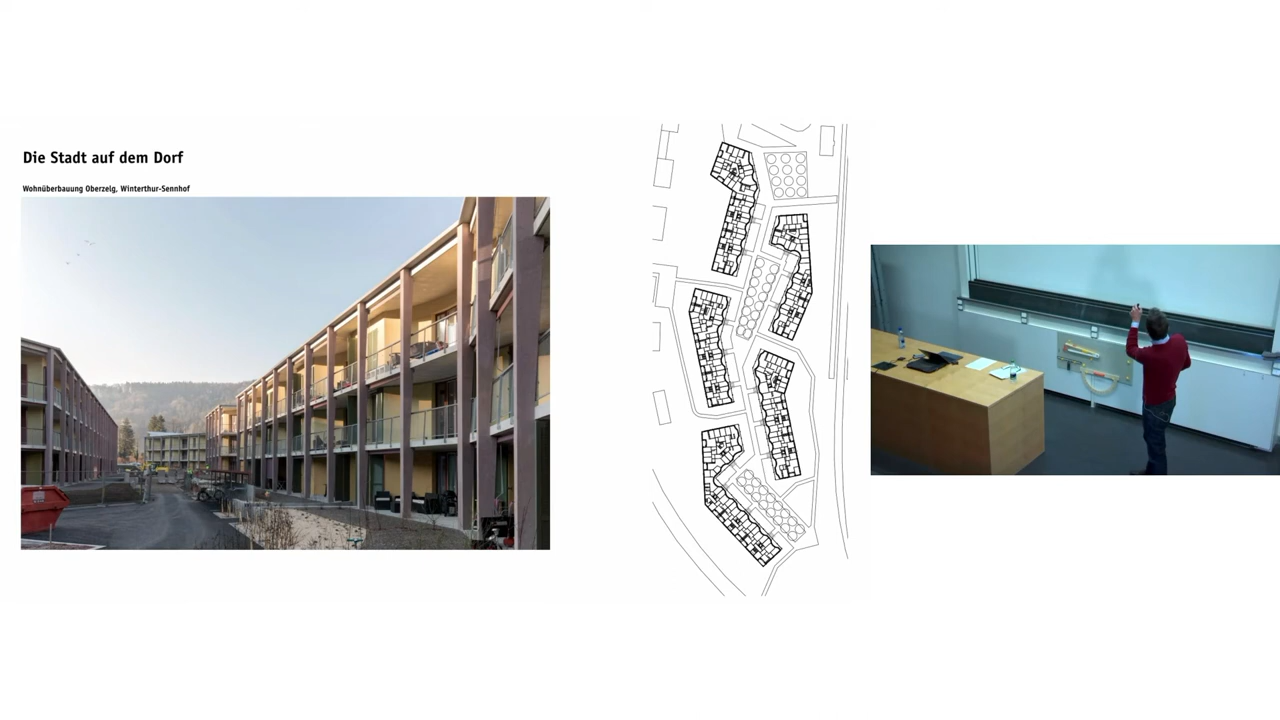 Die Stadt auf dem Dorf
Wohnüberbauung Oberzelg, Winterthur-Sennhof